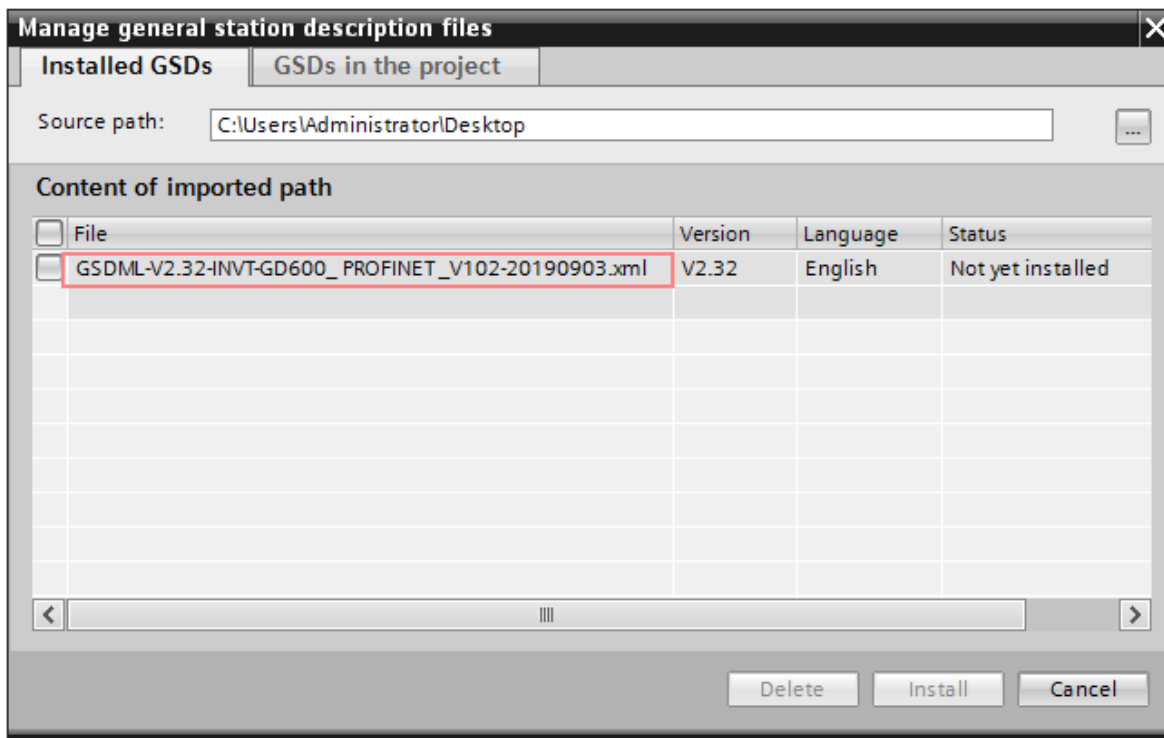 Manage general station description files
Installed GSDs GSDs in the project
Source path: C:\Users\Administrator\Desktop ...
Content of imported path
File Version Language Status
GSDML-V2.32-INVT-GD600_ PROFINET _V102-20190903.xml V2.32 English Not yet installed
Delete Install Cancel